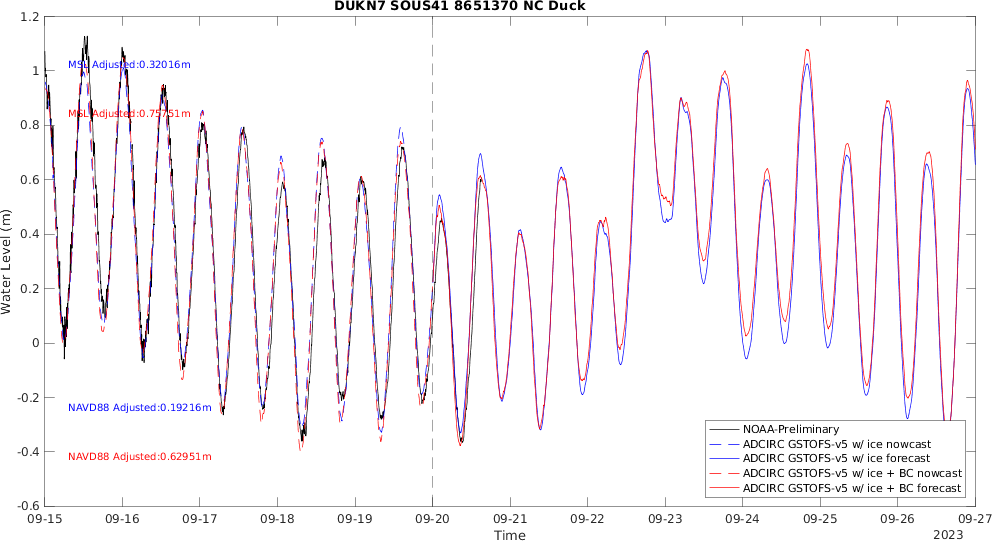 DUKN7 SOUS41 8651370 NC Duck
1.2
1
0.8
0.6
0.4
0.2
0
-0.2
-0.4
-0.6
Water Level (m)
MSL Adjusted:0.32016m
MSL Adjusted:0.75751m
NAVD88 Adjusted:0.19216m
NAVD88 Adjusted:0.62951m
NOAA-Preliminary
ADCIRC GSTOFS-v5 w/ ice nowcast
ADCIRC GSTOFS-v5 w/ ice forecast
ADCIRC GSTOFS-v5 w/ ice + BC nowcast
ADCIRC GSTOFS-v5 w/ ice + BC forecast
09-15 09-16 09-17 09-18 09-19 09-20 09-21 09-22 09-23 09-24 09-25 09-26 09-27
Time
2023